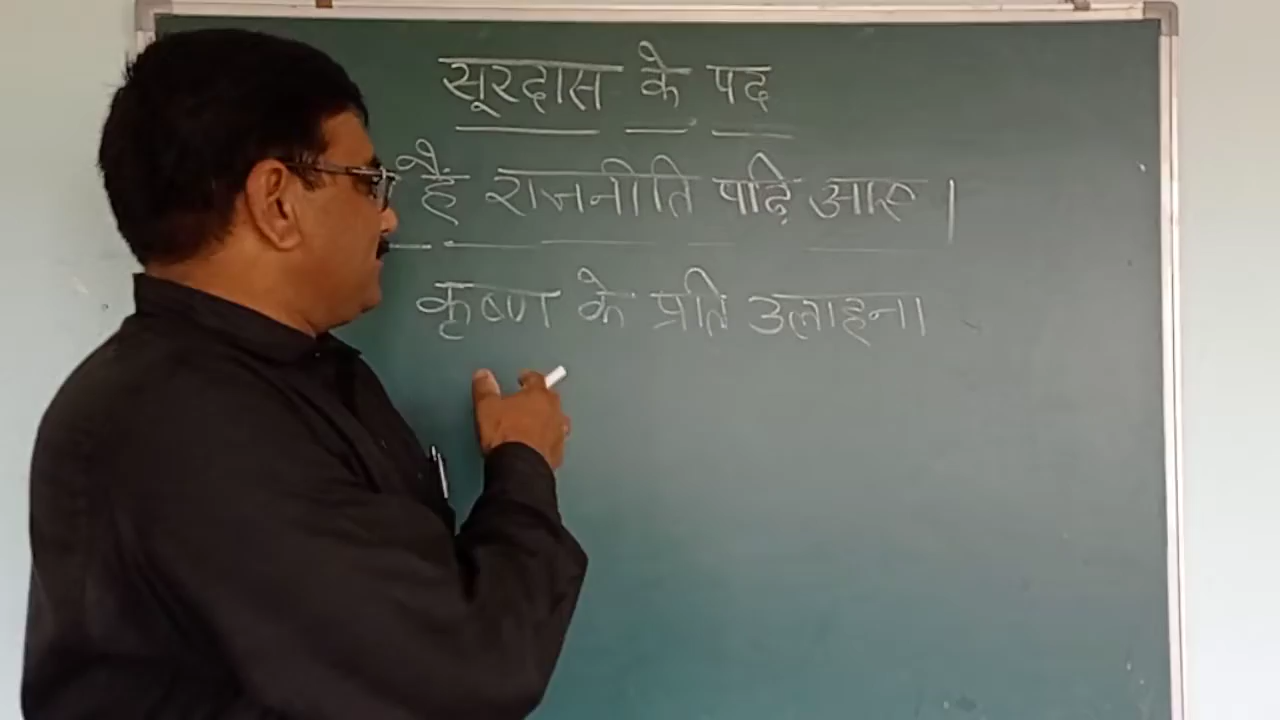 सूरदास के पद
हैं राजनीति पढ़ि आए।
कृष्ण के प्रति उलाहना